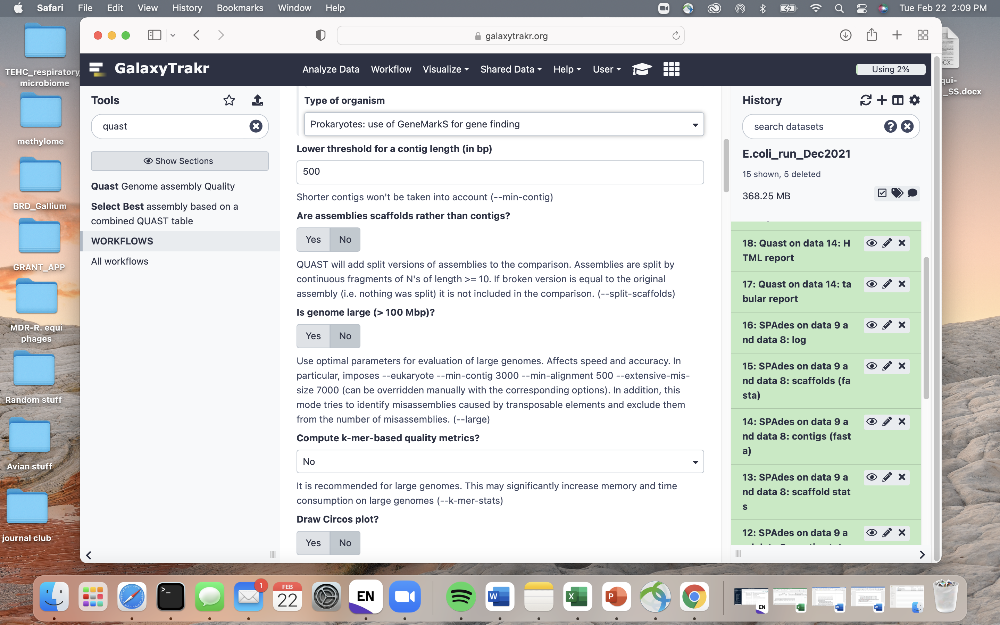 Safari File Edit View History Bookmarks Window Help
Tue Feb 22 2:09 PM
TEHC_respiratory_
microbiome
methylome
BRD_Gallium
GRANT_APP
MDR-R. equi
phages
Random stuff
Avian stuff
journal club
galaxytrakr.org
GalaxyTrakr
Analyze Data Workflow Visualize Shared Data Help User
Using 2%
Tools
quast
Show Sections
Quast Genome assembly Quality
Select Best assembly based on a
combined QUAST table
WORKFLOWS
All workflows
Type of organism
Prokaryotes: use of GeneMarkS for gene finding
Lower threshold for a contig length (in bp)
500
Shorter contigs won't be taken into account (--min-contig)
Are assemblies scaffolds rather than contigs?
Yes No
QUAST will add split versions of assemblies to the comparison. Assemblies are split by
continuous fragments of N's of length >= 10. If broken version is equal to the original
assembly (i.e. nothing was split) it is not included in the comparison. (--split-scaffolds)
Is genome large (> 100 Mbp)?
Yes No
Use optimal parameters for evaluation of large genomes. Affects speed and accuracy. In
particular, imposes --eukaryote --min-contig 3000 --min-alignment 500 --extensive-mis-
size 7000 (can be overridden manually with the corresponding options). In addition, this
mode tries to identify misassemblies caused by transposable elements and exclude them
from the number of misassemblies. (--large)
Compute k-mer-based quality metrics?
No
It is recommended for large genomes. This may significantly increase memory and time
consumption on large genomes (--k-mer-stats)
Draw Circos plot?
Yes No
History
search datasets
E.coli_run_Dec2021
15 shown, 5 deleted
368.25 MB
18: Quast on data 14: H
TML report
17: Quast on data 14: ta
bular report
16: SPAdes on data 9 a
nd data 8: log
15: SPAdes on data 9 a
nd data 8: scaffolds (fa
sta)
14: SPAdes on data 9 a
nd data 8: contigs (fast
a)
13: SPAdes on data 9 a
nd data 8: scaffold stat
s
12: SPAdes on data 9 a
CX
qui-
_SS.docx
1
FEB
22
EN
W
X
P
EN